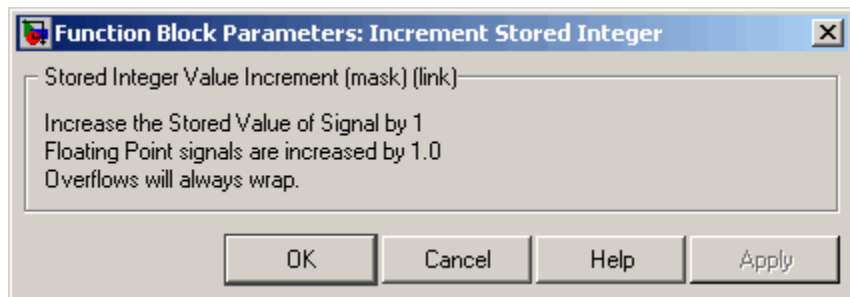 Function Block Parameters: Increment Stored Integer
Stored Integer Value Increment (mask) (link)
Increase the Stored Value of Signal by 1
Floating Point signals are increased by 1.0
Overflows will always wrap.
OK Cancel Help Apply